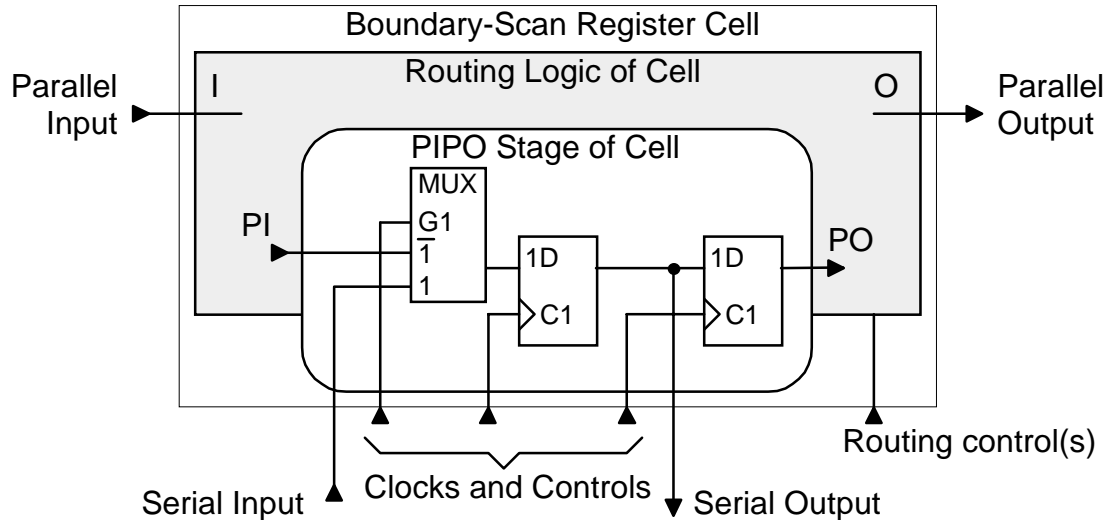 Boundary-Scan Register Cell
Routing Logic of Cell
Parallel
Input
I
O
Parallel
Output
PIPO Stage of Cell
MUX
G1
1̅
1
PI
1D
C1
1D
C1
PO
Routing control(s)
Clocks and Controls
Serial Input
Serial Output